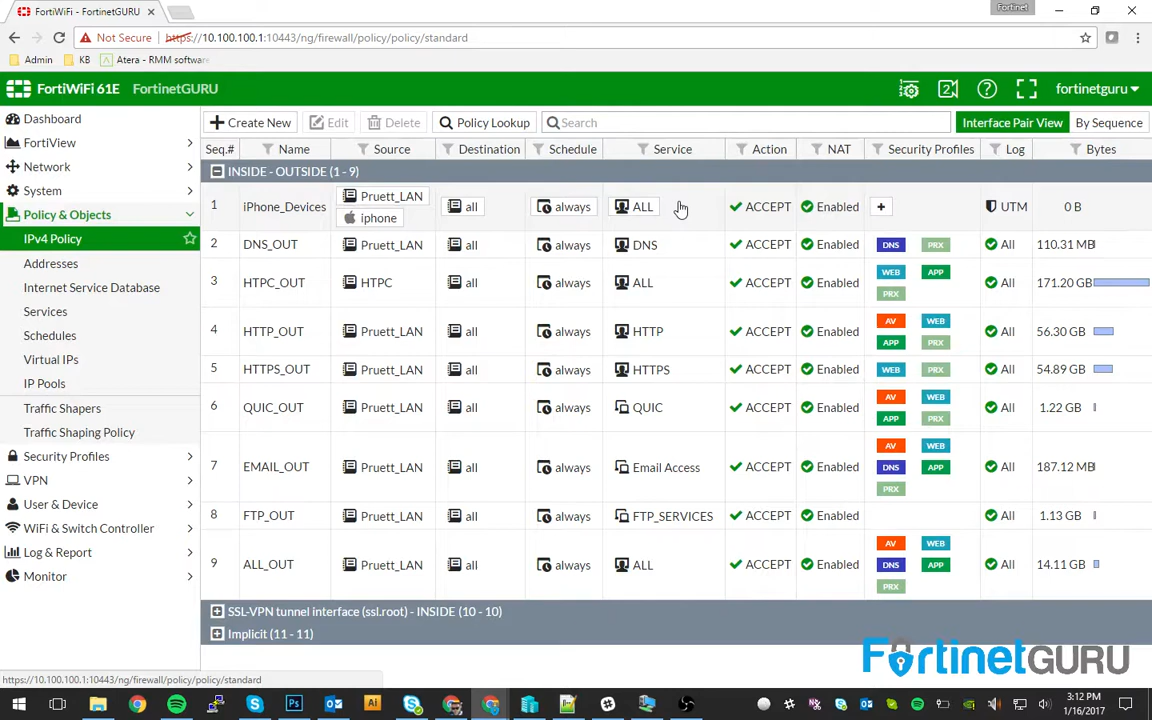 FortiWiFi - FortinetGURU
Fortinet
Not Secure https://10.100.100.1:10443/ng/firewall/policy/policy/standard
Admin KB Atera - RMM softwar
FortiWiFi 61E FortinetGURU 2 fortinetguru
Dashboard
FortiView
Network
System
Policy & Objects
IPv4 Policy
Addresses
Internet Service Database
Services
Schedules
Virtual IPs
IP Pools
Traffic Shapers
Traffic Shaping Policy
Security Profiles
VPN
User & Device
WiFi & Switch Controller
Log & Report
Monitor
Create New Edit Delete Policy Lookup Search Interface Pair View By Sequence
Seq.# Name Source Destination Schedule Service Action NAT Security Profiles Log Bytes
INSIDE - OUTSIDE (1 - 9)
1 iPhone_Devices Pruett_LAN iphone all always ALL ACCEPT Enabled UTM 0 B
2 DNS_OUT Pruett_LAN all always DNS ACCEPT Enabled DNS PRX All 110.31 MB
3 HTPC_OUT HTPC all always ALL ACCEPT Enabled WEB APP PRX All 171.20 GB
4 HTTP_OUT Pruett_LAN all always HTTP ACCEPT Enabled AV WEB APP PRX All 56.30 GB
5 HTTPS_OUT Pruett_LAN all always HTTPS ACCEPT Enabled WEB PRX All 54.89 GB
6 QUIC_OUT Pruett_LAN all always QUIC ACCEPT Enabled AV WEB APP PRX All 1.22 GB
7 EMAIL_OUT Pruett_LAN all always Email Access ACCEPT Enabled AV WEB DNS APP PRX All 187.12 MB
8 FTP_OUT Pruett_LAN all always FTP_SERVICES ACCEPT Enabled All 1.13 GB
9 ALL_OUT Pruett_LAN all always ALL ACCEPT Enabled AV WEB DNS APP PRX All 14.11 GB
SSL-VPN tunnel interface (ssl.root) - INSIDE (10 - 10)
Implicit (11 - 11)
FortinetGURU
https://10.100.100.1:10443/ng/firewall/policy/policy/standard
3:12 PM
1/16/2017